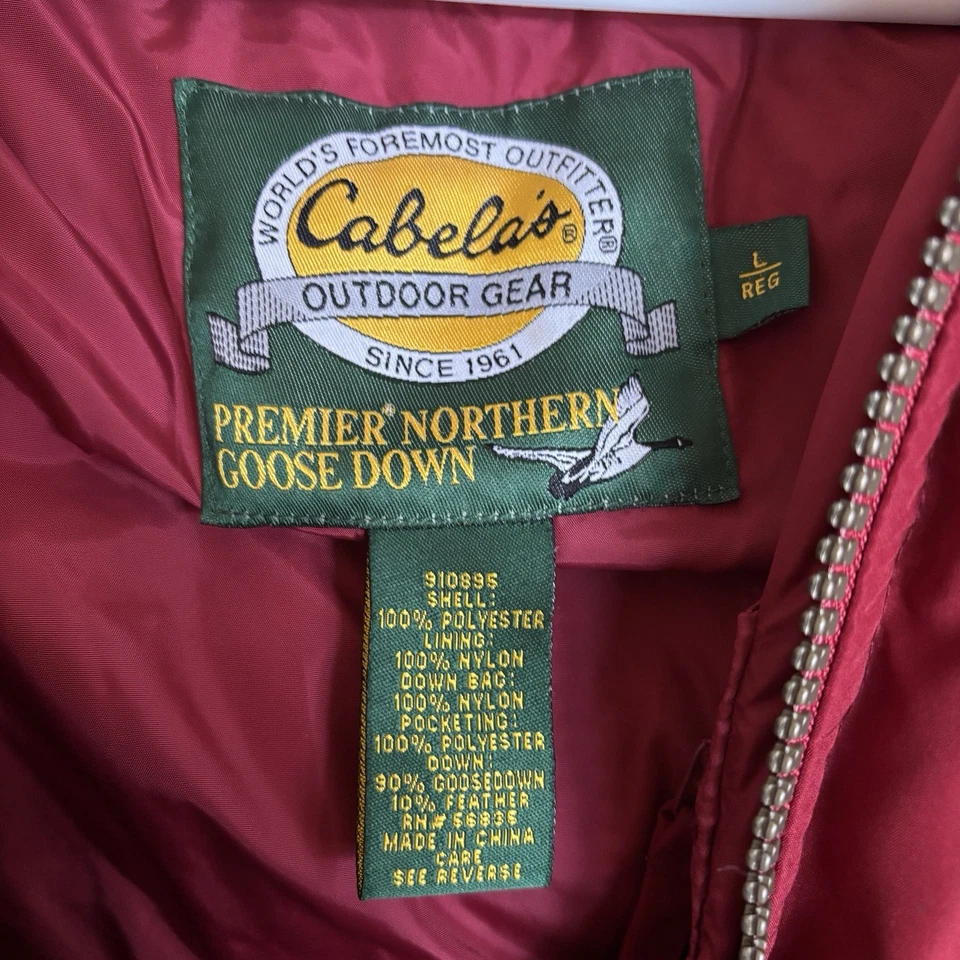 WORLD'S FOREMOST OUTFITTER®
Cabela's®
OUTDOOR GEAR
SINCE 1961
PREMIER® NORTHERN
GOOSE DOWN
L
REG
910895
SHELL:
100% POLYESTER
LINING:
100% NYLON
DOWN BAG:
100% NYLON
POCKETING:
100% POLYESTER
DOWN:
90% GOOSEDOWN
10% FEATHER
RN# 56835
MADE IN CHINA
CARE
SEE REVERSE